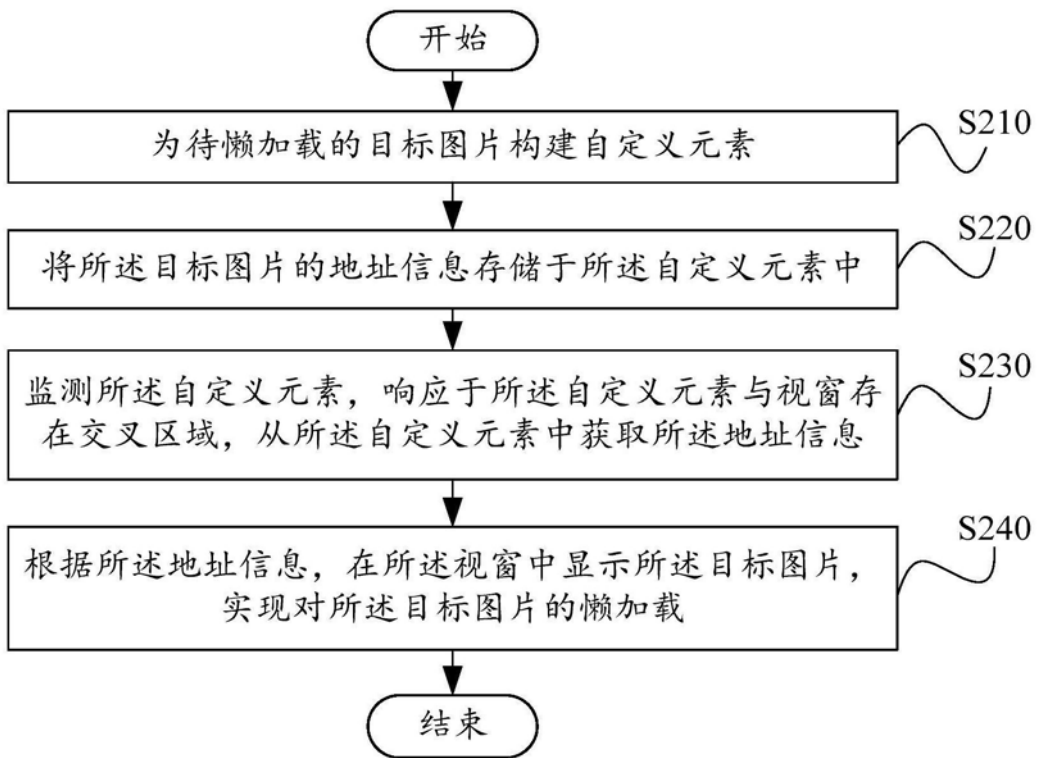 开始
为待懒加载的目标图片构建自定义元素
S210
将所述目标图片的地址信息存储于所述自定义元素中
S220
监测所述自定义元素，响应于所述自定义元素与视窗存
在交叉区域，从所述自定义元素中获取所述地址信息
S230
根据所述地址信息，在所述视窗中显示所述目标图片，
实现对所述目标图片的懒加载
S240
结束